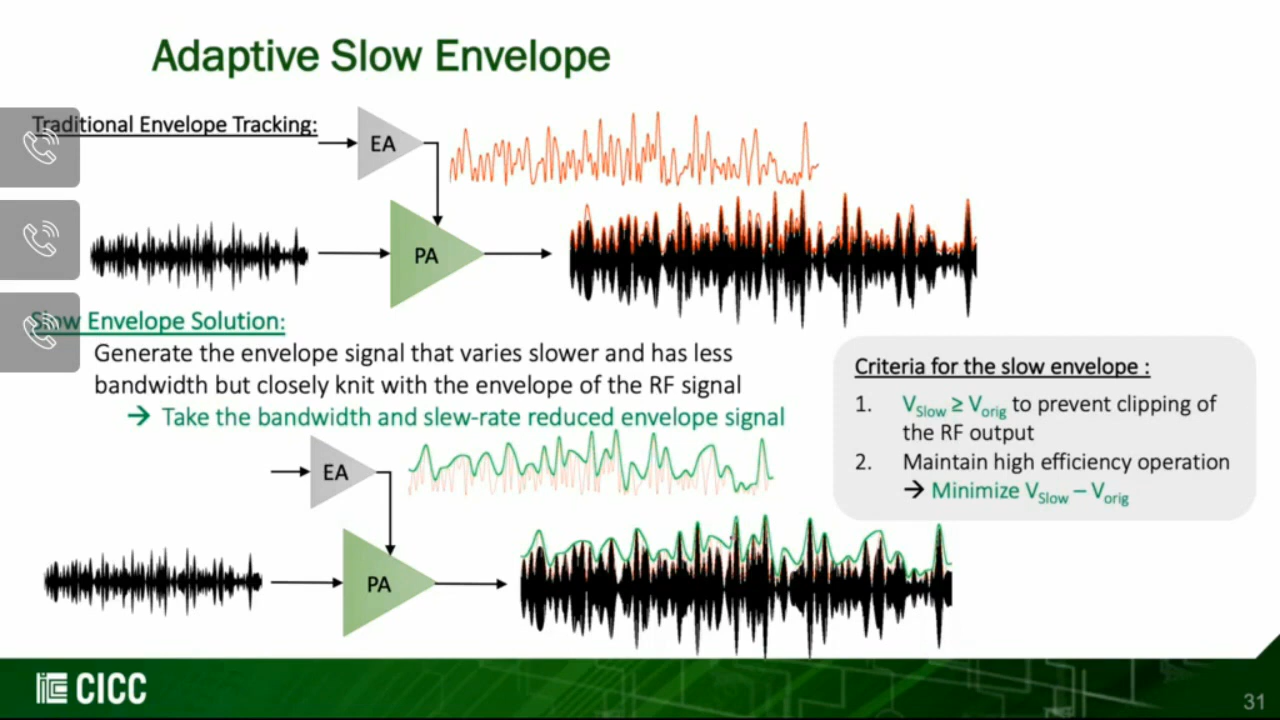 Adaptive Slow Envelope
Traditional Envelope Tracking:
EA
PA
Slow Envelope Solution:
Generate the envelope signal that varies slower and has less
bandwidth but closely knit with the envelope of the RF signal
→ Take the bandwidth and slew-rate reduced envelope signal
Criteria for the slow envelope :
1. VSlow ≥ Vorig to prevent clipping of
the RF output
2. Maintain high efficiency operation
→ Minimize VSlow – Vorig
EA
PA
CICC
31